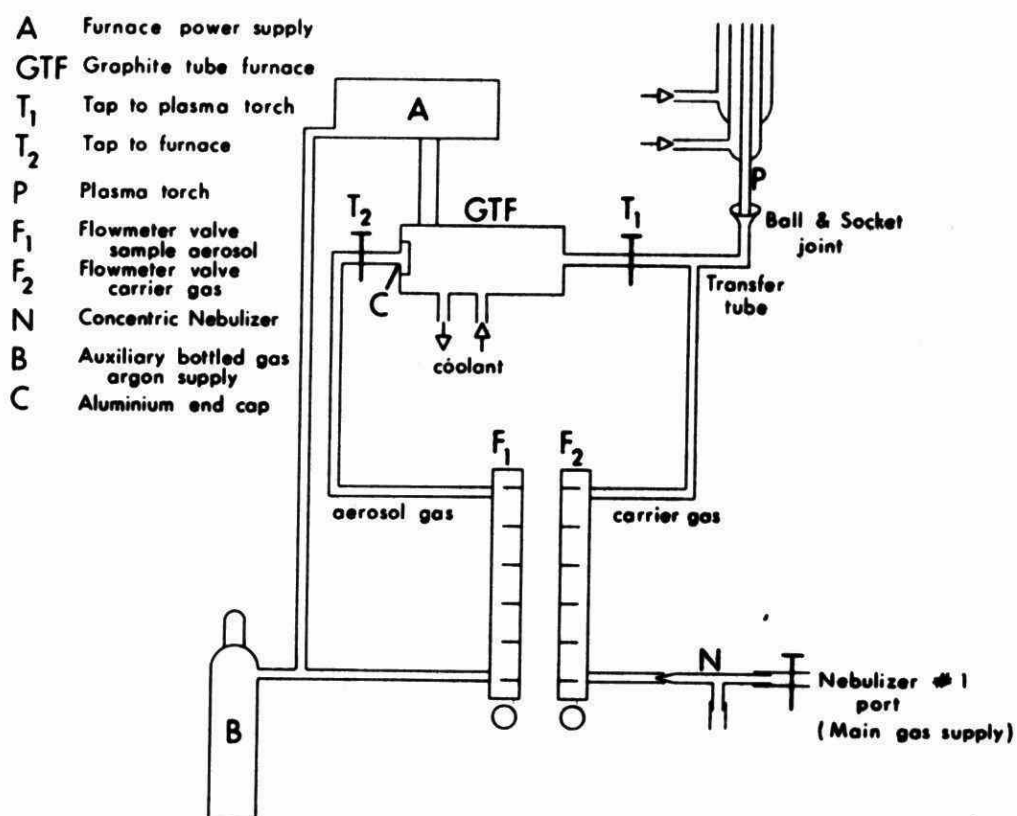 A Furnace power supply
GTF Graphite tube furnace
T1 Tap to plasma torch
T2 Tap to furnace
P Plasma torch
F1 Flowmeter valve
sample aerosol
F2 Flowmeter valve
carrier gas
N Concentric Nebulizer
B Auxiliary bottled gas
argon supply
C Aluminium end cap
A
T2
GTF
T1
P
Ball & Socket
joint
C
Transfer
tube
coolant
F1
F2
aerosol gas
carrier gas
N
Nebulizer #1
port
(Main gas supply)
B